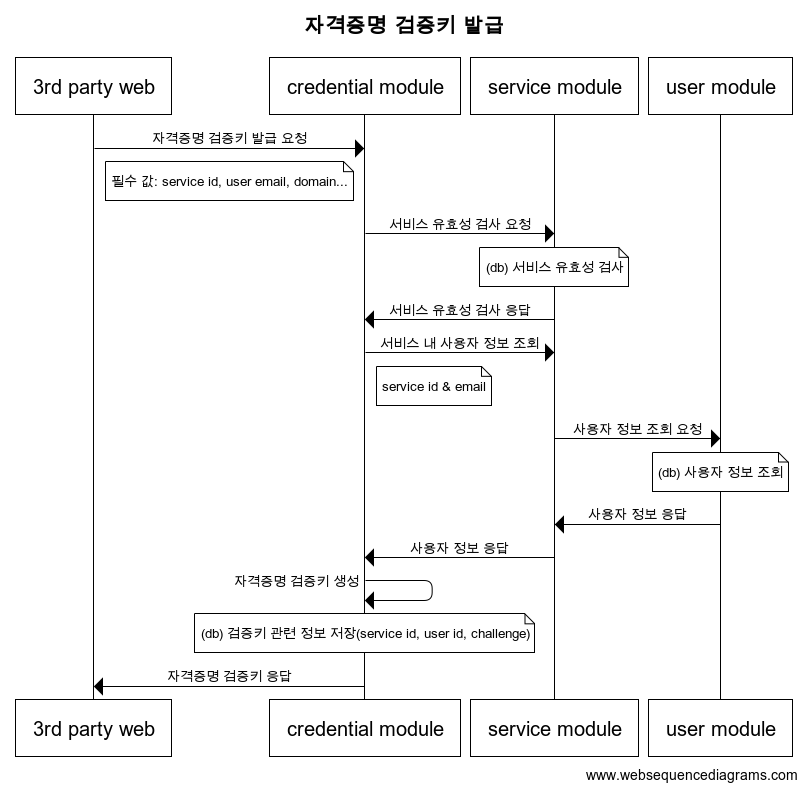 자격증명 검증키 발급
3rd party web
credential module
service module
user module
자격증명 검증키 발급 요청
필수 값: service id, user email, domain...
서비스 유효성 검사 요청
(db) 서비스 유효성 검사
서비스 유효성 검사 응답
서비스 내 사용자 정보 조회
service id & email
사용자 정보 조회 요청
(db) 사용자 정보 조회
사용자 정보 응답
사용자 정보 응답
자격증명 검증키 생성
(db) 검증키 관련 정보 저장(service id, user id, challenge)
자격증명 검증키 응답
3rd party web
credential module
service module
user module
www.websequencediagrams.com